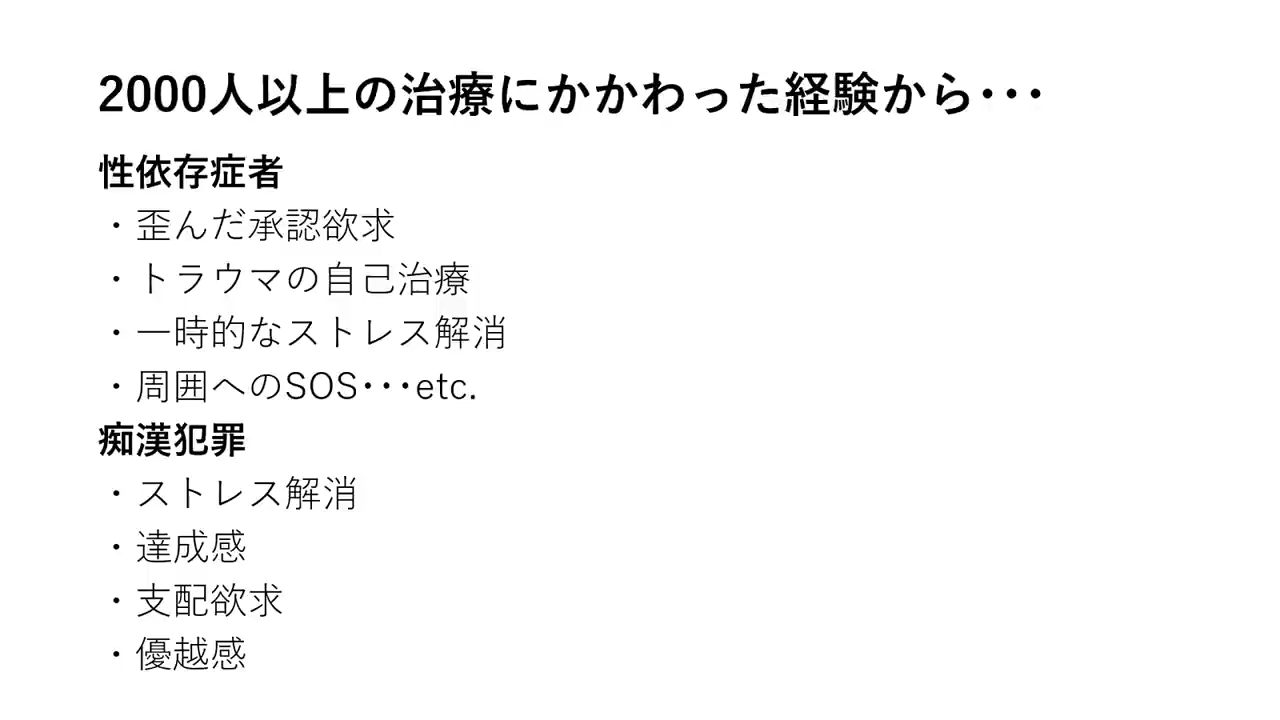 2000人以上の治療にかかわった経験から･･･
性依存症者
・歪んだ承認欲求
・トラウマの自己治療
・一時的なストレス解消
・周囲へのSOS･･･etc.
痴漢犯罪
・ストレス解消
・達成感
・支配欲求
・優越感